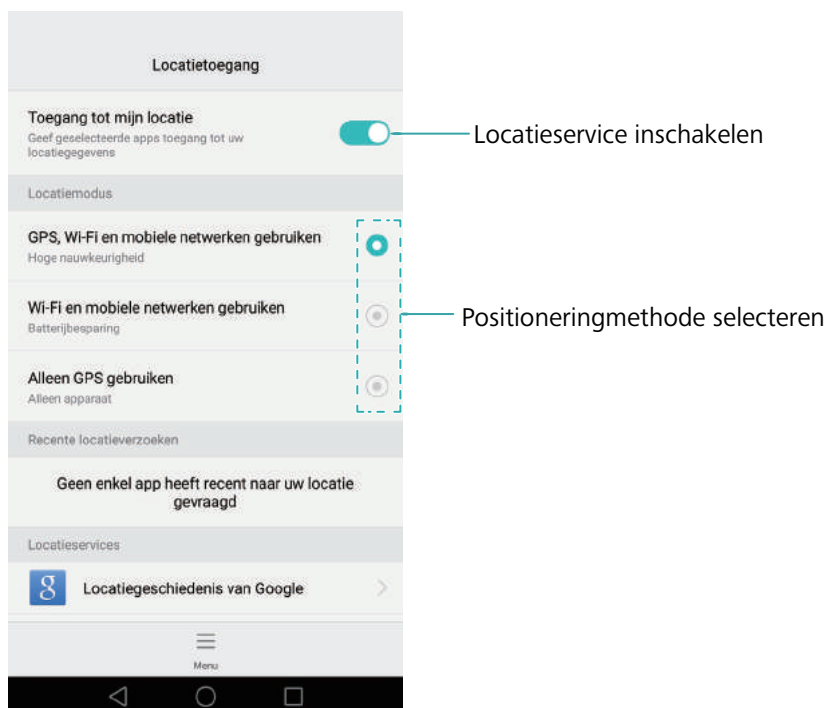 Locatietoegang
Toegang tot mijn locatie
Geef geselecteerde apps toegang tot uw
locatiegegevens
Locatieservice inschakelen
Locatiemodus
GPS, Wi-Fi en mobiele netwerken gebruiken
Hoge nauwkeurigheid
Wi-Fi en mobiele netwerken gebruiken
Batterijbesparing
Positioneringmethode selecteren
Alleen GPS gebruiken
Alleen apparaat
Recente locatieverzoeken
Geen enkel app heeft recent naar uw locatie
gevraagd
Locatieservices
8
Locatiegeschiedenis van Google
Menu